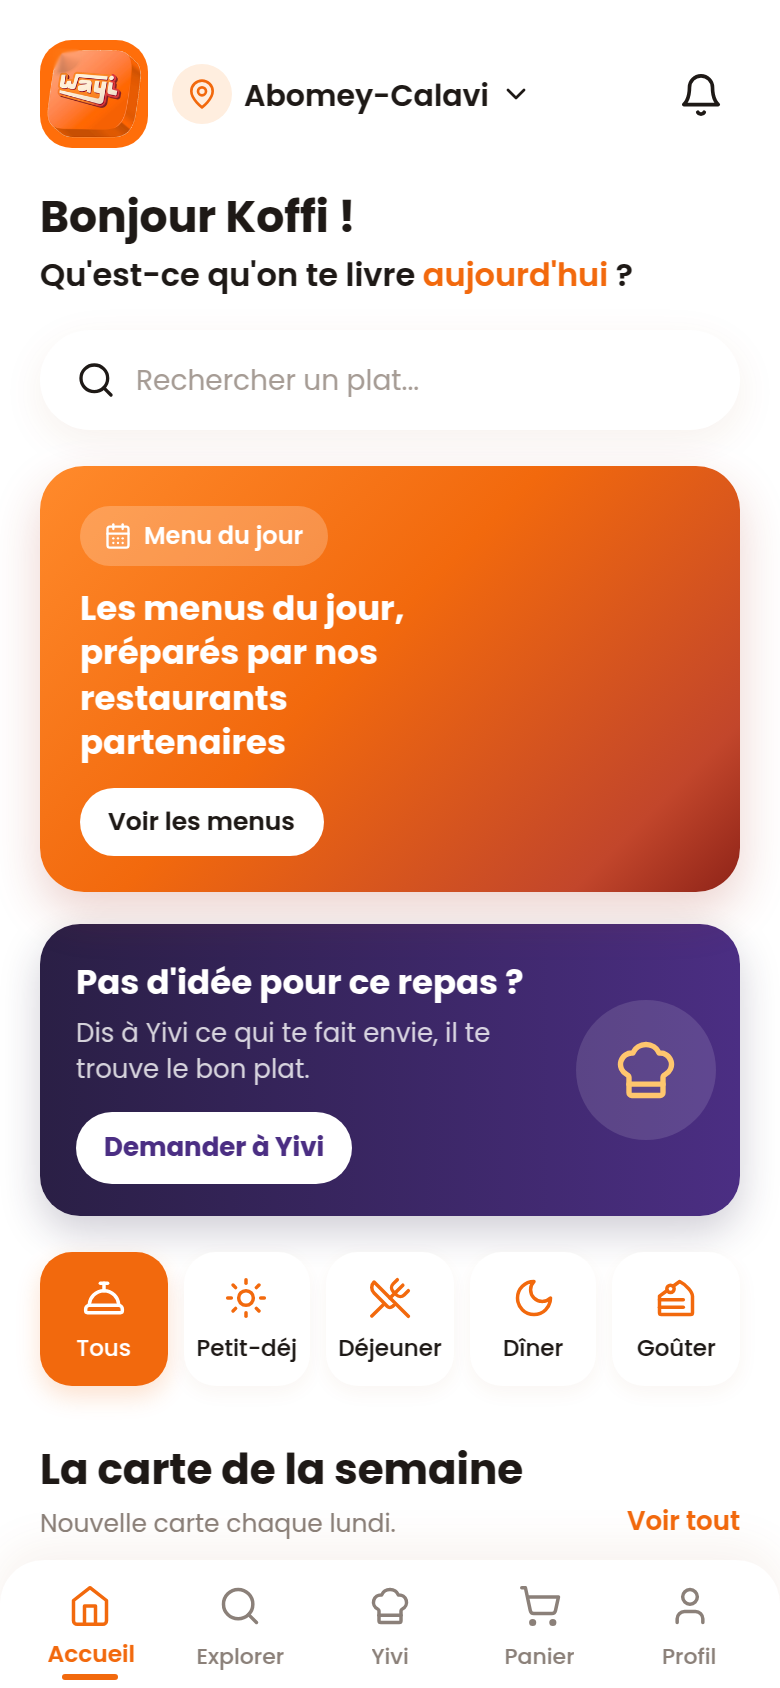 wayi
Abomey-Calavi
Bonjour Koffi !
Qu'est-ce qu'on te livre aujourd'hui ?
Rechercher un plat...
Menu du jour
Les menus du jour,
préparés par nos
restaurants
partenaires
Voir les menus
Pas d'idée pour ce repas ?
Dis à Yivi ce qui te fait envie, il te
trouve le bon plat.
Demander à Yivi
Tous
Petit-déj
Déjeuner
Dîner
Goûter
La carte de la semaine
Nouvelle carte chaque lundi.
Voir tout
Accueil
Explorer
Yivi
Panier
Profil